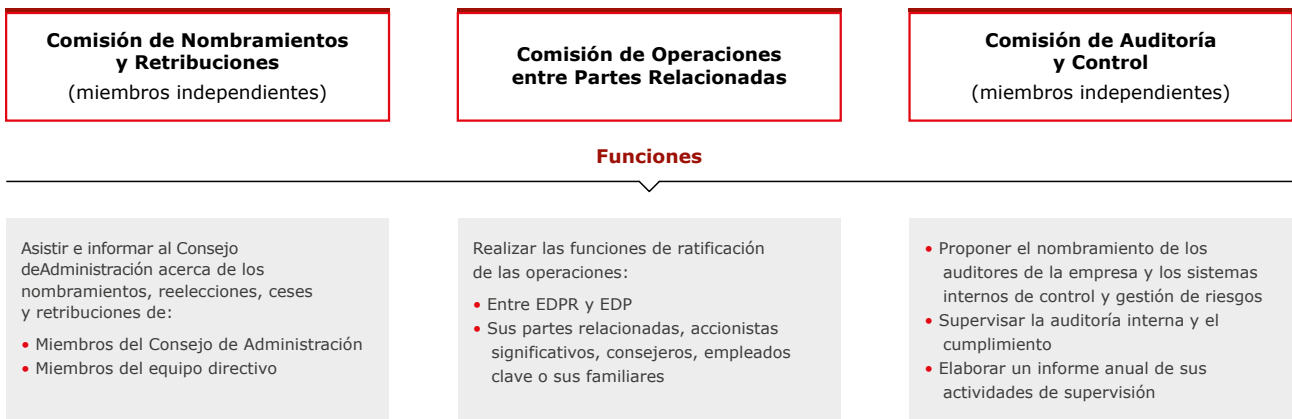 Comisión de Nombramientos
y Retribuciones
(miembros independientes)
Comisión de Operaciones
entre Partes Relacionadas
Comisión de Auditoría
y Control
(miembros independientes)
Funciones
Asistir e informar al Consejo
deAdministración acerca de los
nombramientos, reelecciones, ceses
y retribuciones de:
• Miembros del Consejo de Administración
• Miembros del equipo directivo
Realizar las funciones de ratificación
de las operaciones:
• Entre EDPR y EDP
• Sus partes relacionadas, accionistas
significativos, consejeros, empleados
clave o sus familiares
• Proponer el nombramiento de los
auditores de la empresa y los sistemas
internos de control y gestión de riesgos
• Supervisar la auditoría interna y el
cumplimiento
• Elaborar un informe anual de sus
actividades de supervisión